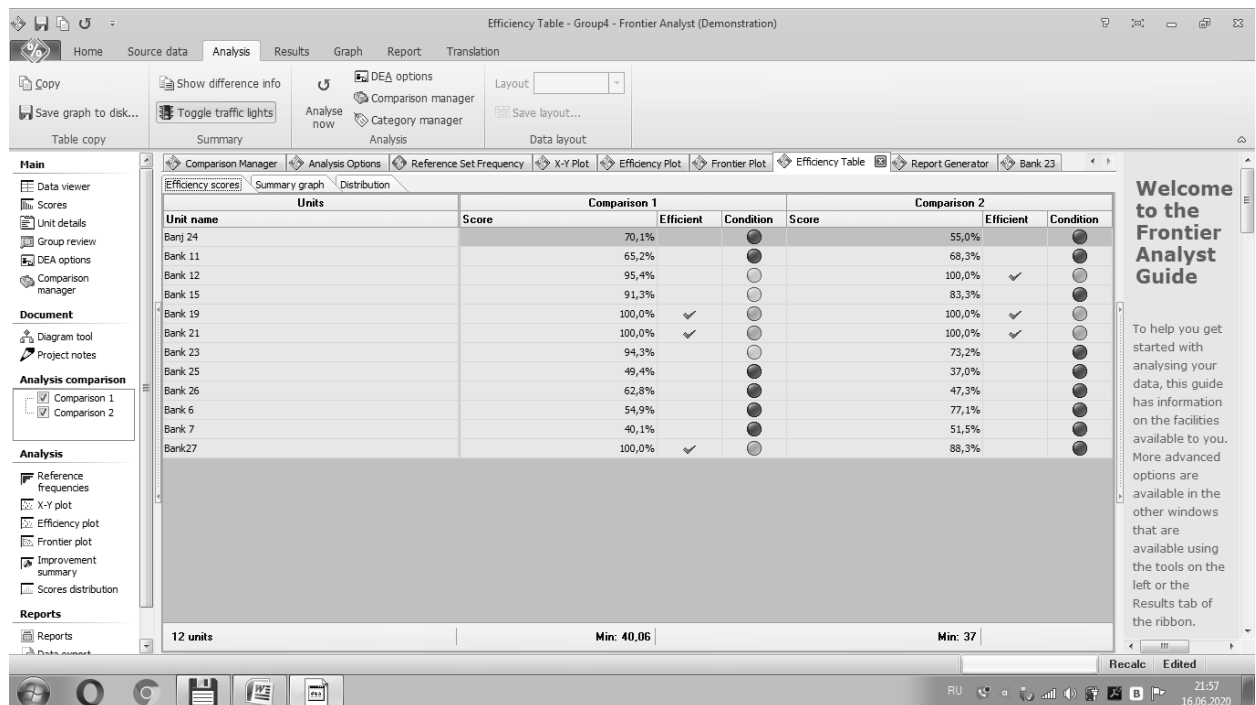 Efficiency Table - Group4 - Frontier Analyst (Demonstration)
Home Source data Analysis Results Graph Report Translation
Copy
Save graph to disk...
Table copy
Show difference info
Toggle traffic lights
Summary
Analyse now
DEA options
Comparison manager
Category manager
Analysis
Layout
Save layout...
Data layout
Main
Data viewer
Scores
Unit details
Group review
DEA options
Comparison
manager
Document
Diagram tool
Project notes
Analysis comparison
Comparison 1
Comparison 2
Analysis
Reference
frequencies
X-Y plot
Efficiency plot
Frontier plot
Improvement
summary
Scores distribution
Reports
Reports
Data export
Comparison Manager Analysis Options Reference Set Frequency X-Y Plot Efficiency Plot Frontier Plot Efficiency Table Report Generator Bank 23
Efficiency scores Summary graph Distribution
Units Comparison 1 Comparison 2
Unit name Score Efficient Condition Score Efficient Condition
Banj 24 70,1% 55,0%
Bank 11 65,2% 68,3%
Bank 12 95,4% 100,0%
Bank 15 91,3% 83,3%
Bank 19 100,0% 100,0%
Bank 21 100,0% 100,0%
Bank 23 94,3% 73,2%
Bank 25 49,4% 37,0%
Bank 26 62,8% 47,3%
Bank 6 54,9% 77,1%
Bank 7 40,1% 51,5%
Bank27 100,0% 88,3%
12 units Min: 40,06 Min: 37
Welcome
to the
Frontier
Analyst
Guide
To help you get
started with
analysing your
data, this guide
has information
on the facilities
available to you.
More advanced
options are
available in the
other windows
that are
available using
the tools on the
left or the
Results tab of
the ribbon.
Recalc Edited
RU
21:57
16.06.2020